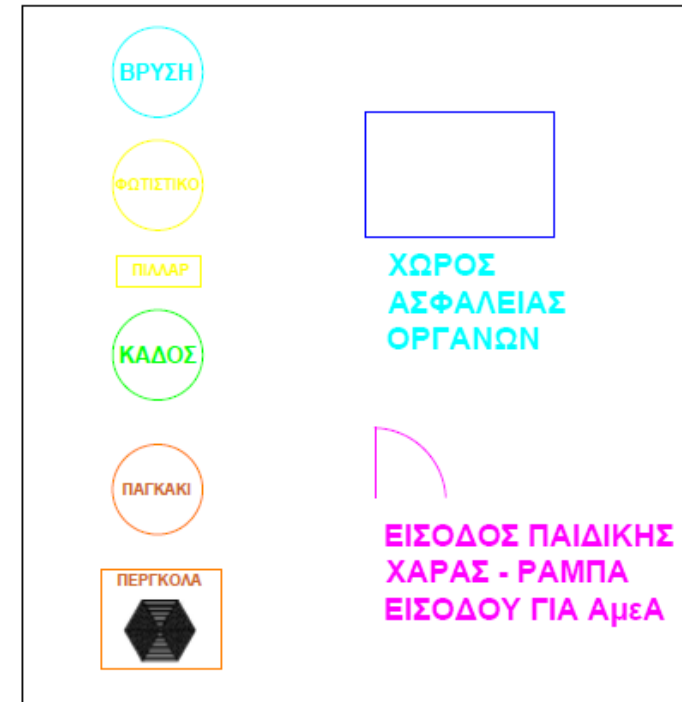 ΒΡΥΣΗ
ΦΩΤΙΣΤΙΚΟ
ΠΙΛΛΑΡ
ΚΑΔΟΣ
ΠΑΓΚΑΚΙ
ΠΕΡΓΚΟΛΑ
ΧΩΡΟΣ
ΑΣΦΑΛΕΙΑΣ
ΟΡΓΑΝΩΝ
ΕΙΣΟΔΟΣ ΠΑΙΔΙΚΗΣ
ΧΑΡΑΣ - ΡΑΜΠΑ
ΕΙΣΟΔΟΥ ΓΙΑ ΑμεΑ